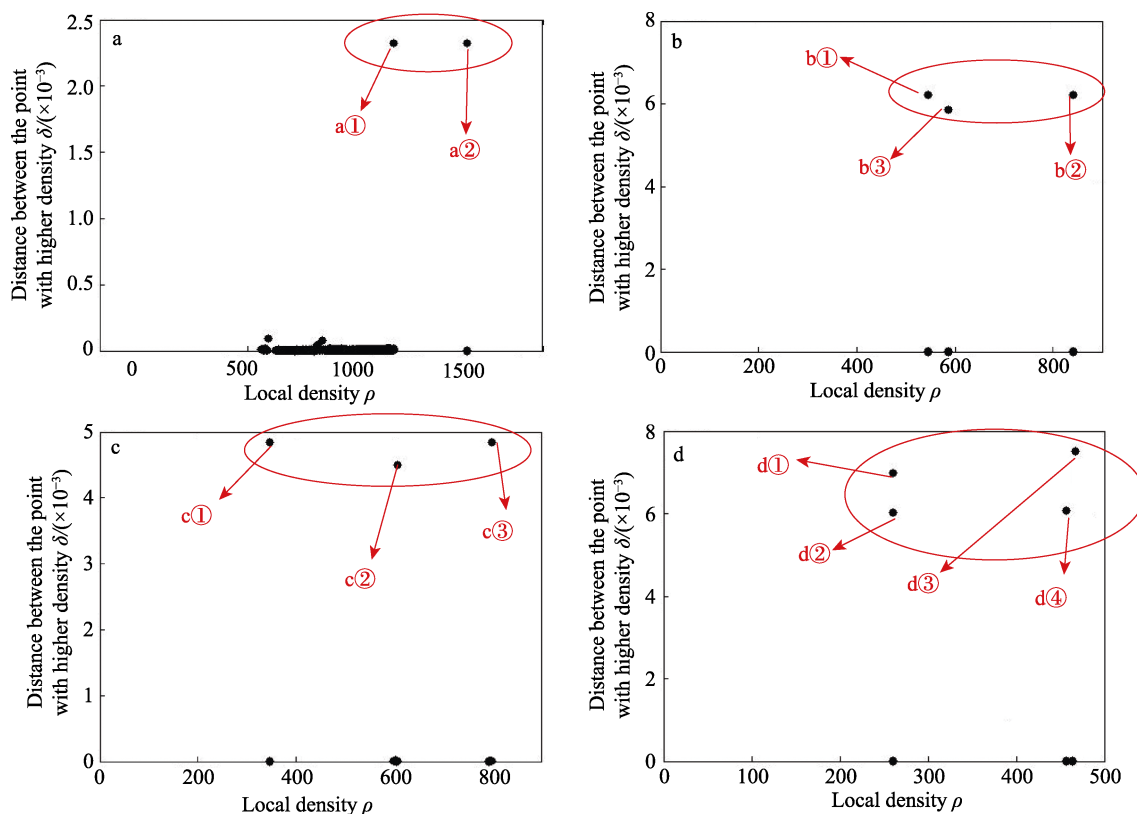 a
2.5
2.0
1.5
1.0
0.5
0
0 500 1000 1500
Local density ρ
Distance between the point
with higher density δ/(×10⁻³)
a①
a②
b
8
6
4
2
0
0 200 400 600 800
Local density ρ
Distance between the point
with higher density δ/(×10⁻³)
b①
b③
b②
c
5
4
3
2
1
0
0 200 400 600 800
Local density ρ
Distance between the point
with higher density δ/(×10⁻³)
c①
c②
c③
d
8
6
4
2
0
0 100 200 300 400 500
Local density ρ
Distance between the point
with higher density δ/(×10⁻³)
d①
d②
d③
d④